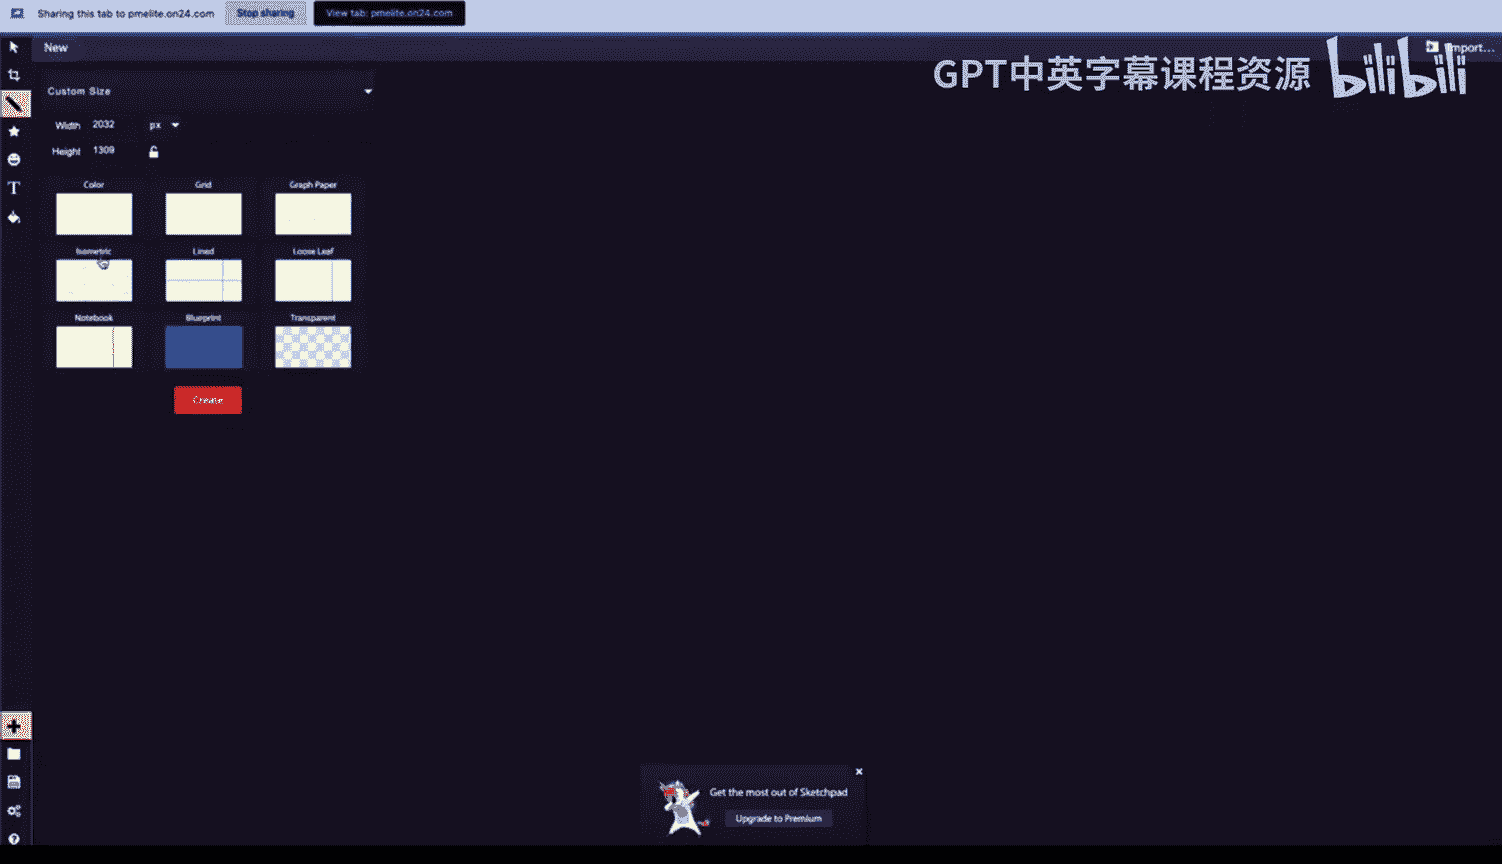 Sharing this tab to pmelite.on24.com
Stop sharing
View tab: pmelite.on24.com
New
Import...
GPT中英字幕课程资源
bilibili
Custom Size
Width 2032 px
Height 1309
Color Grid Graph Paper
Isometric Lined Loose Leaf
Notebook Blueprint Transparent
Create
T
Get the most out of Sketchpad
Upgrade to Premium